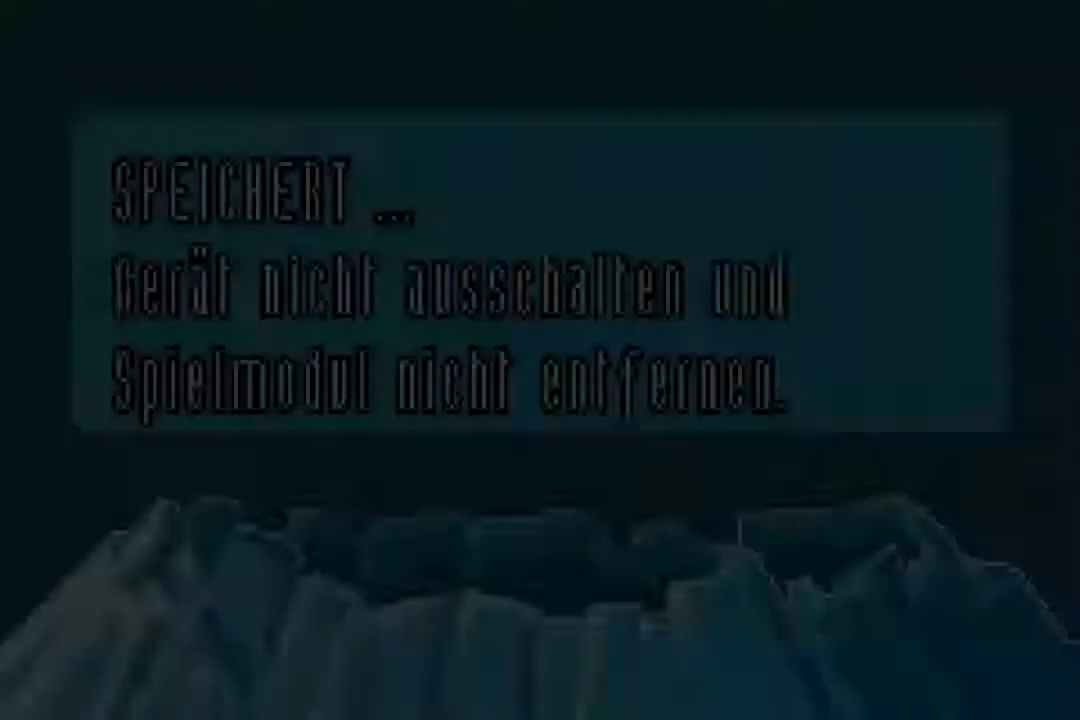 SPEICHERT ...
Gerät nicht ausschalten und
Spielmodul nicht entfernen.